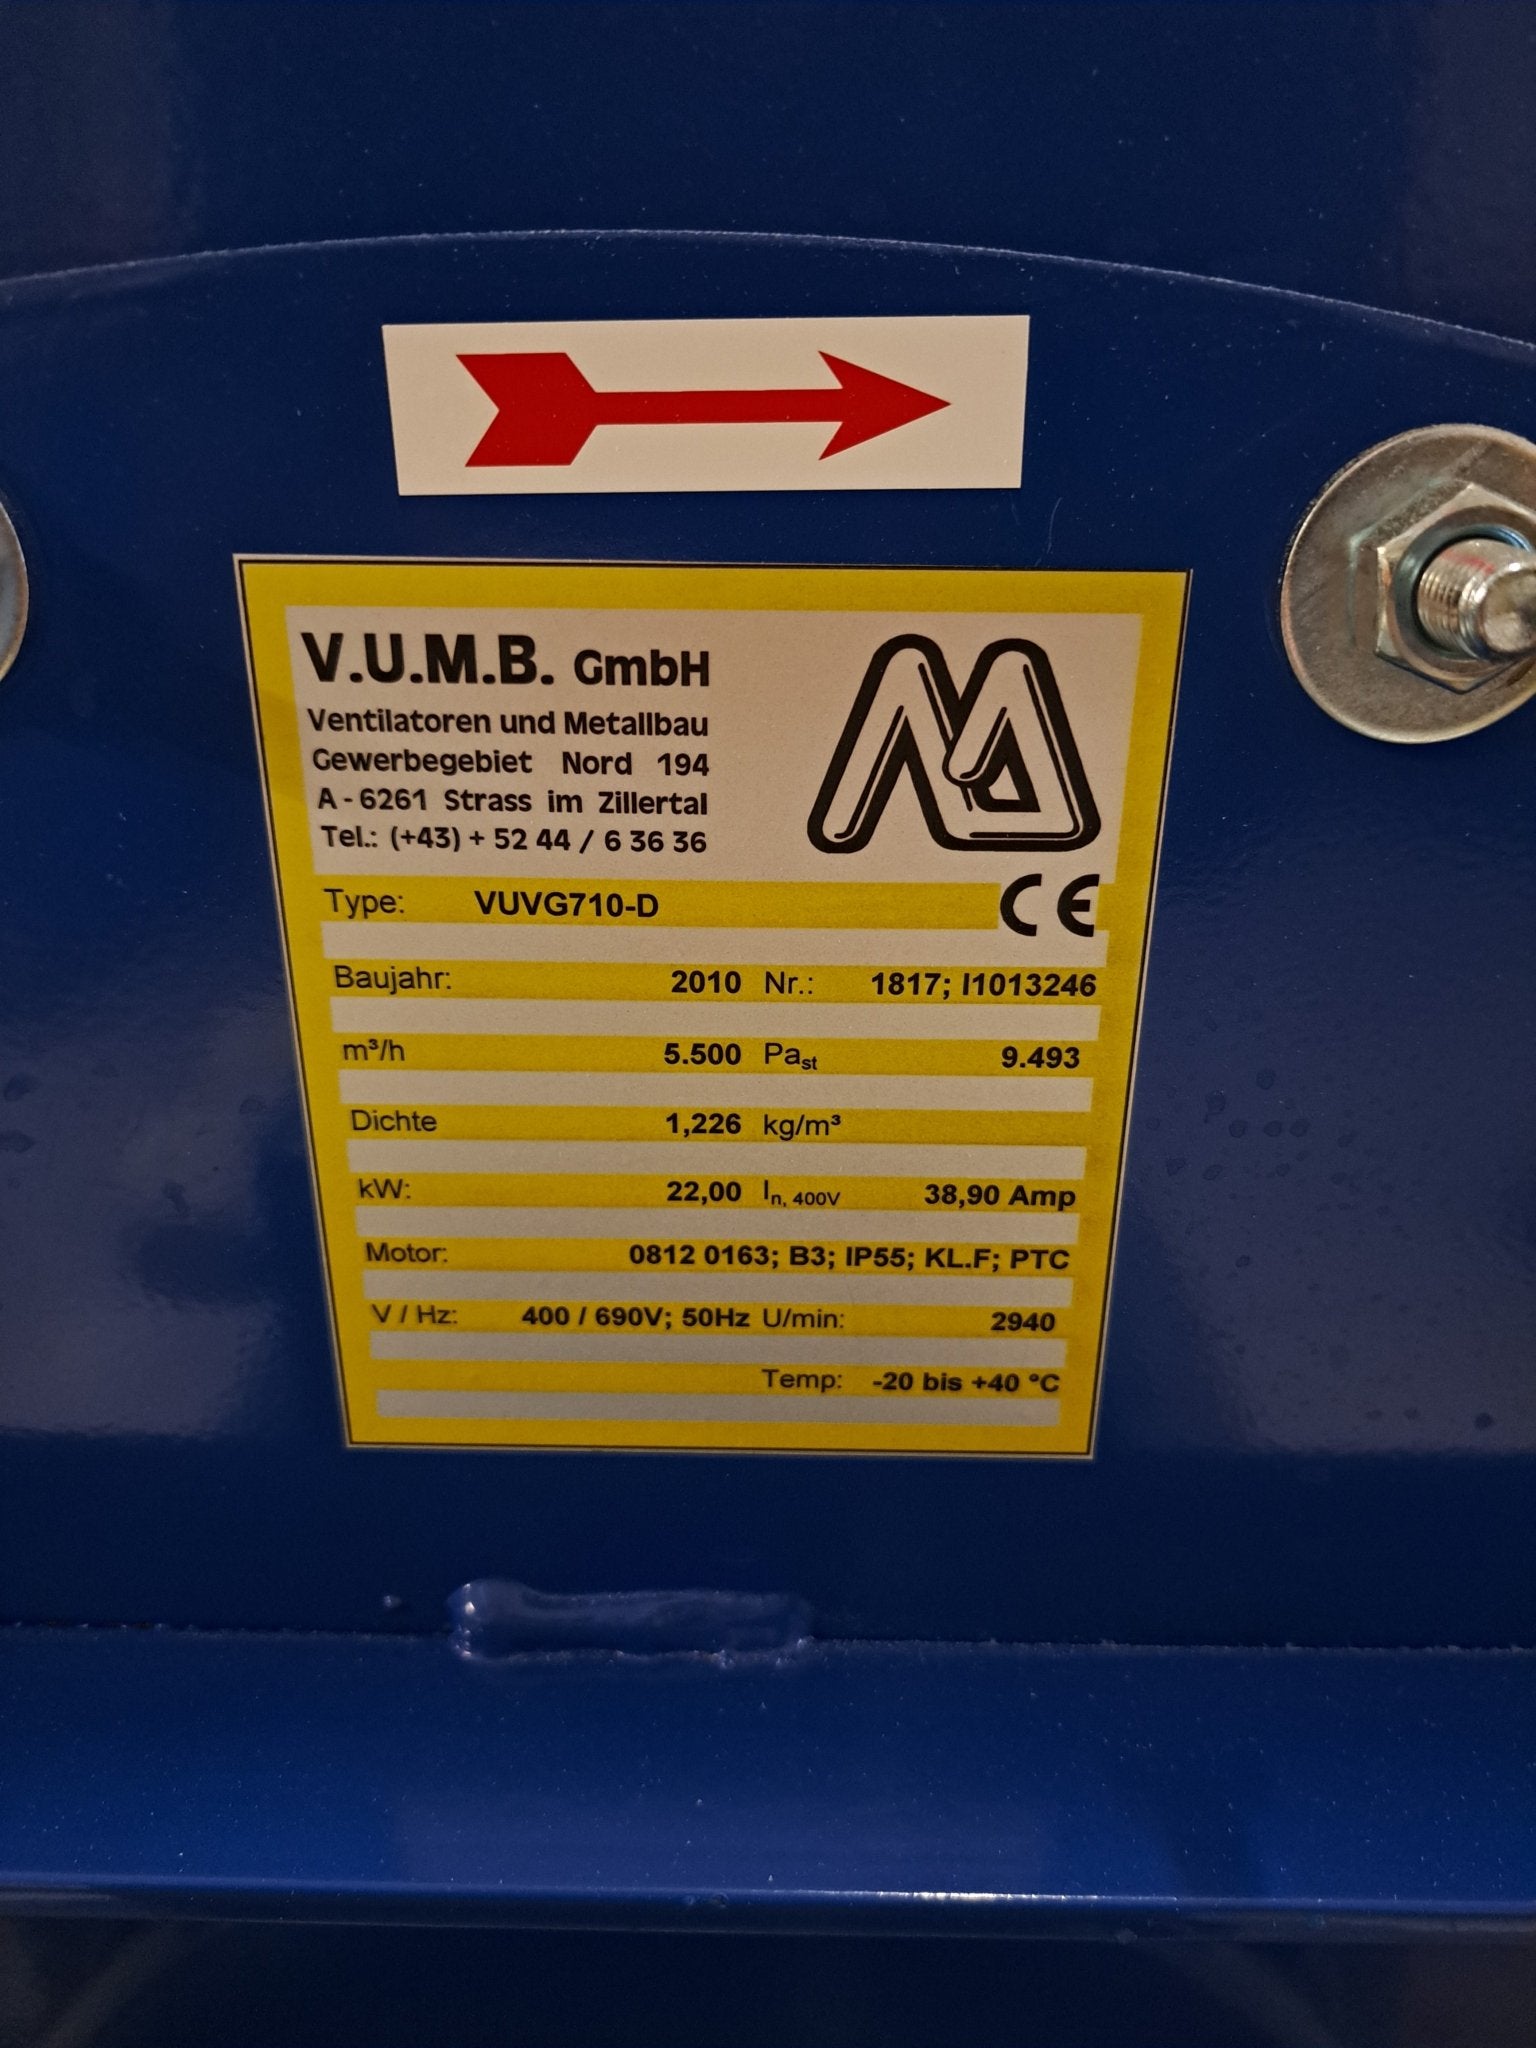 V.U.M.B. GmbH
Ventilatoren und Metallbau
Gewerbegebiet Nord 194
A - 6261 Strass im Zillertal
Tel.: (+43) + 52 44 / 6 36 36
Type: VUVG710-D CE
Baujahr: 2010 Nr.: 1817; I1013246
m³/h 5.500 Past 9.493
Dichte 1,226 kg/m³
kW: 22,00 In, 400V 38,90 Amp
Motor: 0812 0163; B3; IP55; KL.F; PTC
V / Hz: 400 / 690V; 50Hz U/min: 2940
Temp: -20 bis +40 °C